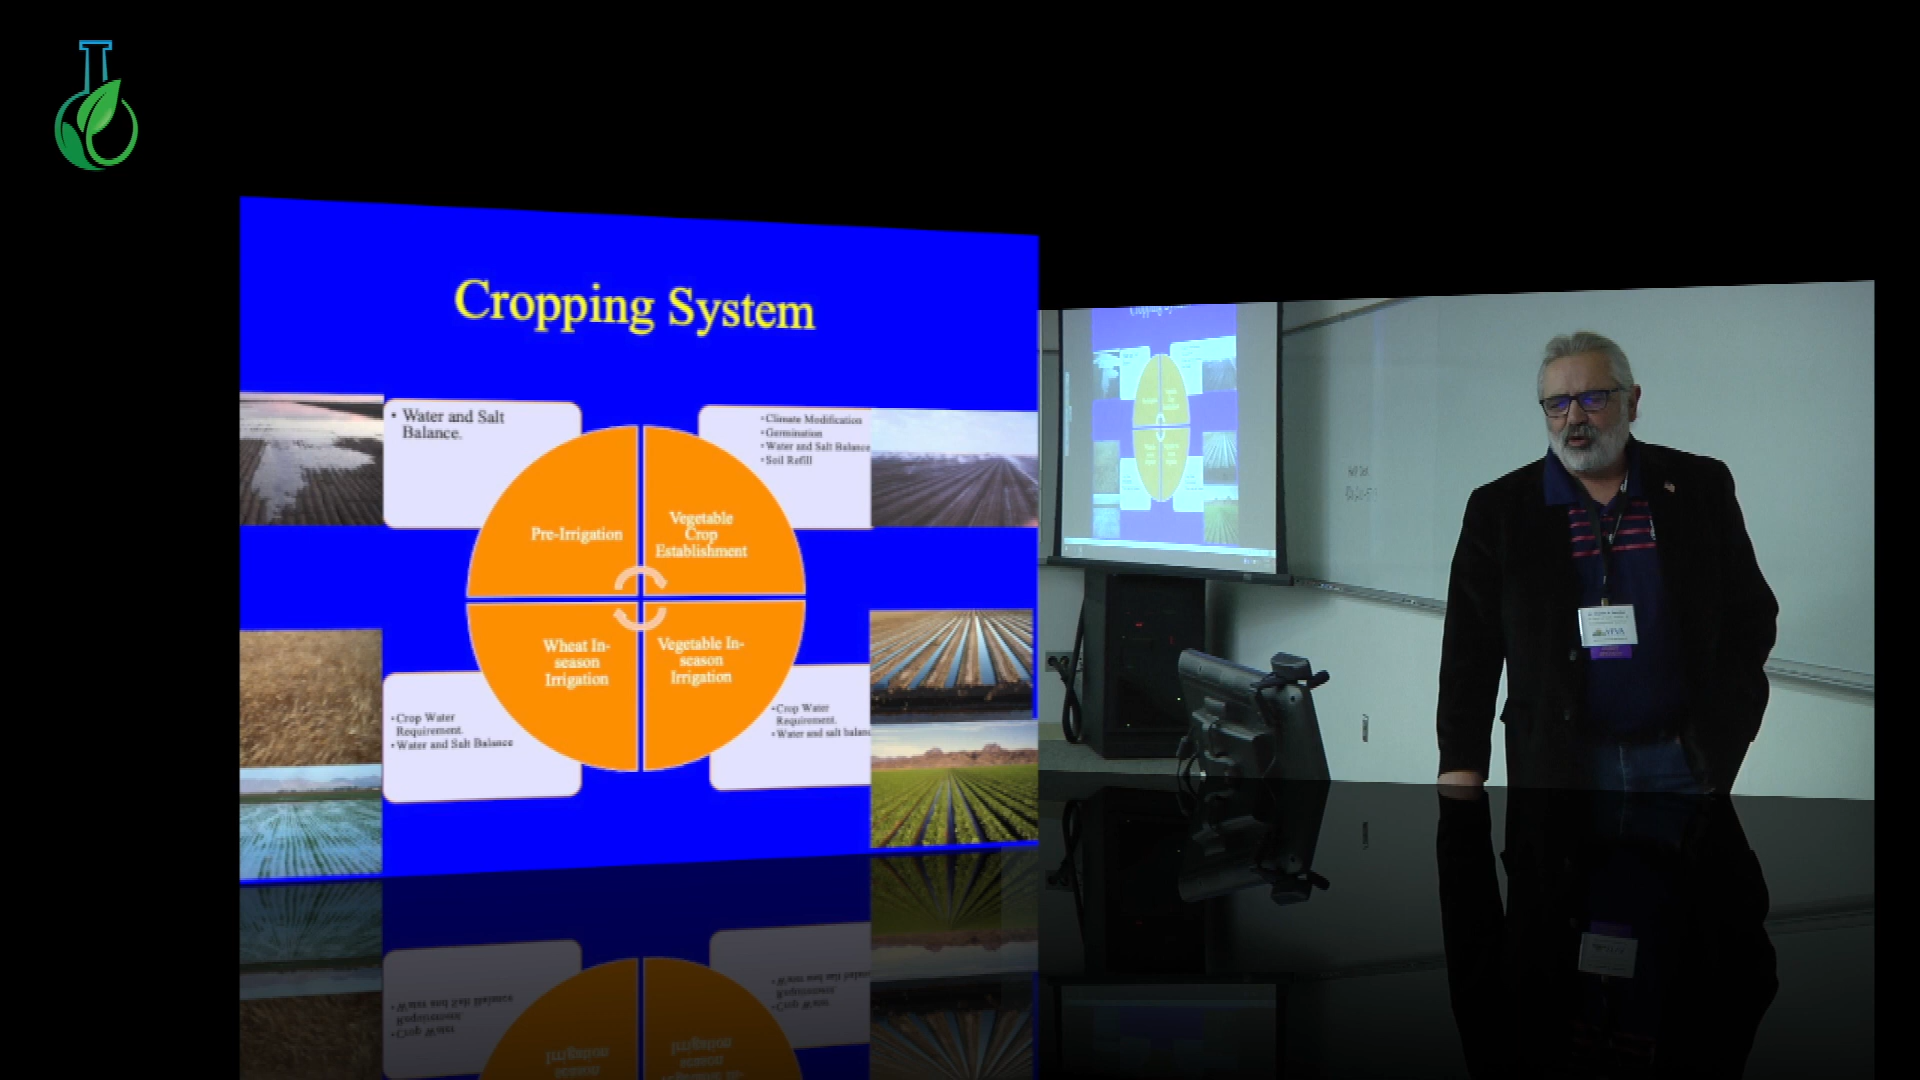 Cropping System
• Water and Salt
Balance.
•Climate Modification
•Germination
•Water and Salt Balance
•Soil Refill
Pre-Irrigation
Vegetable
Crop
Establishment
Wheat In-
season
Irrigation
Vegetable In-
season
Irrigation
•Crop Water
Requirement.
•Water and Salt Balance
•Crop Water
Requirement.
•Water and salt balanc